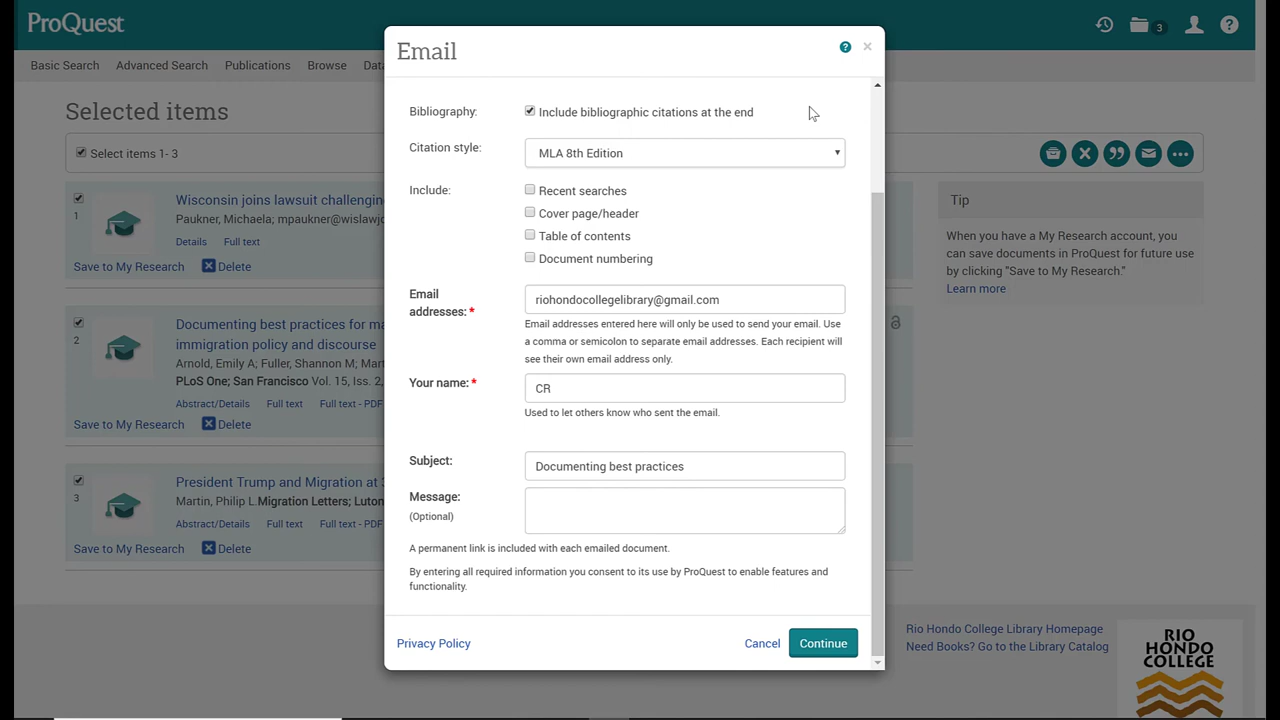 ProQuest
3
?
Basic Search Advanced Search Publications Browse Dat
Selected items
Select items 1- 3
1
Wisconsin joins lawsuit challengin
Paukner, Michaela; mpaukner@wislawjo
Details Full text
Save to My Research Delete
2
Documenting best practices for ma
immigration policy and discourse
Arnold, Emily A; Fuller, Shannon M; Mart
PLoS One; San Francisco Vol. 15, Iss. 2,
Abstract/Details Full text Full text - PDF
Save to My Research Delete
3
President Trump and Migration at 3
Martin, Philip L.Migration Letters; Luton
Abstract/Details Full text Full text - PDF
Save to My Research Delete
Email
?
×
Bibliography: Include bibliographic citations at the end
Citation style: MLA 8th Edition
Include: Recent searches
Cover page/header
Table of contents
Document numbering
Email
addresses:* riohondocollegelibrary@gmail.com
Email addresses entered here will only be used to send your email. Use
a comma or semicolon to separate email addresses. Each recipient will
see their own email address only.
Your name:* CR
Used to let others know who sent the email.
Subject: Documenting best practices
Message:
(Optional)
A permanent link is included with each emailed document.
By entering all required information you consent to its use by ProQuest to enable features and
functionality.
Privacy Policy Cancel Continue
Tip
When you have a My Research account, you
can save documents in ProQuest for future use
by clicking "Save to My Research."
Learn more
Rio Hondo College Library Homepage
Need Books? Go to the Library Catalog
RIO
HONDO
COLLEGE